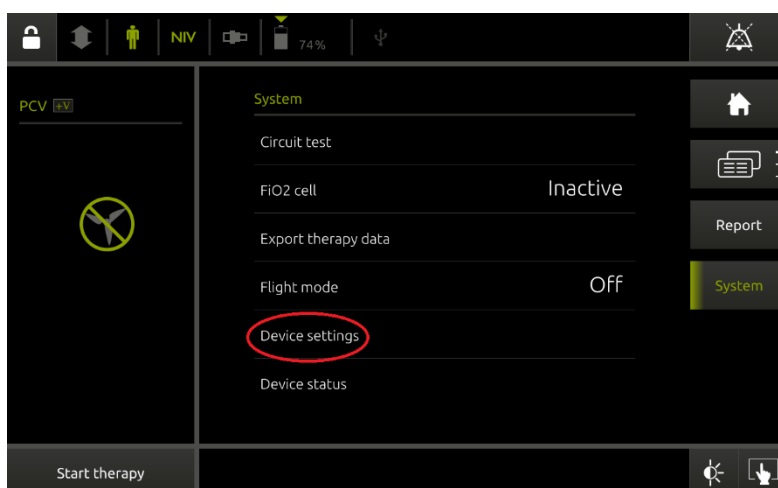 NIV
74%
PCV +V
System
Circuit test
FiO2 cell Inactive
Export therapy data
Flight mode Off
Device settings
Device status
Report
System
Start therapy